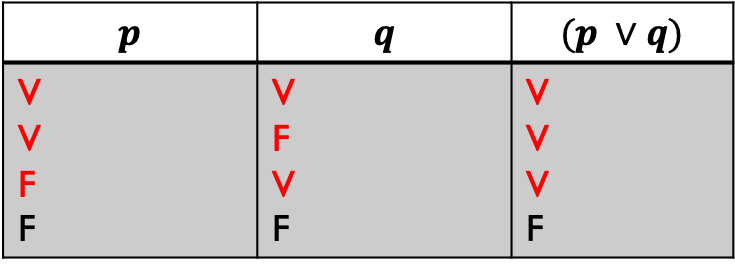 p q (p ∨ q)
V V V
V F V
F V V
F F F